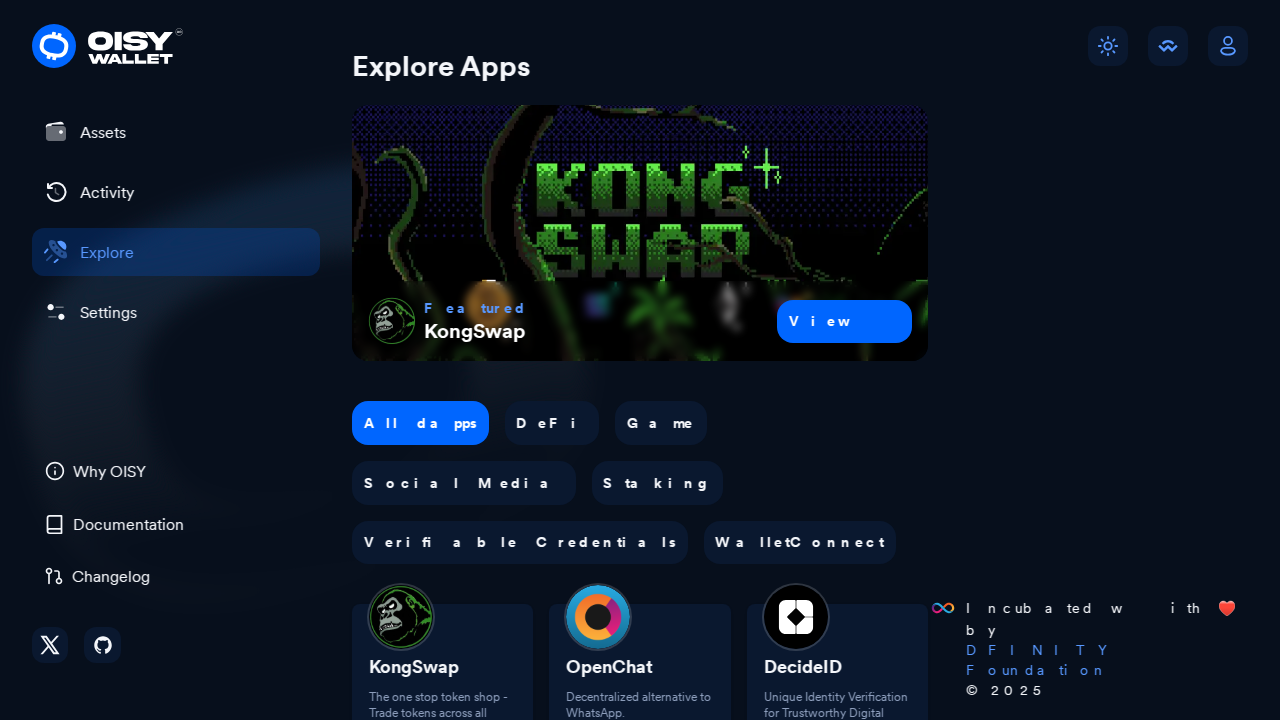 OISY
WALLET
Assets
Activity
Explore
Settings
Why OISY
Documentation
Changelog
Explore Apps
KONG
SWAP
Featured
KongSwap
View
All dapps
DeFi
Game
Social Media
Staking
Verifiable Credentials
WalletConnect
KongSwap
The one stop token shop -
Trade tokens across all
OpenChat
Decentralized alternative to
WhatsApp.
DecideID
Unique Identity Verification
for Trustworthy Digital
Incubated with ❤️
by
DFINITY
Foundation
© 2025